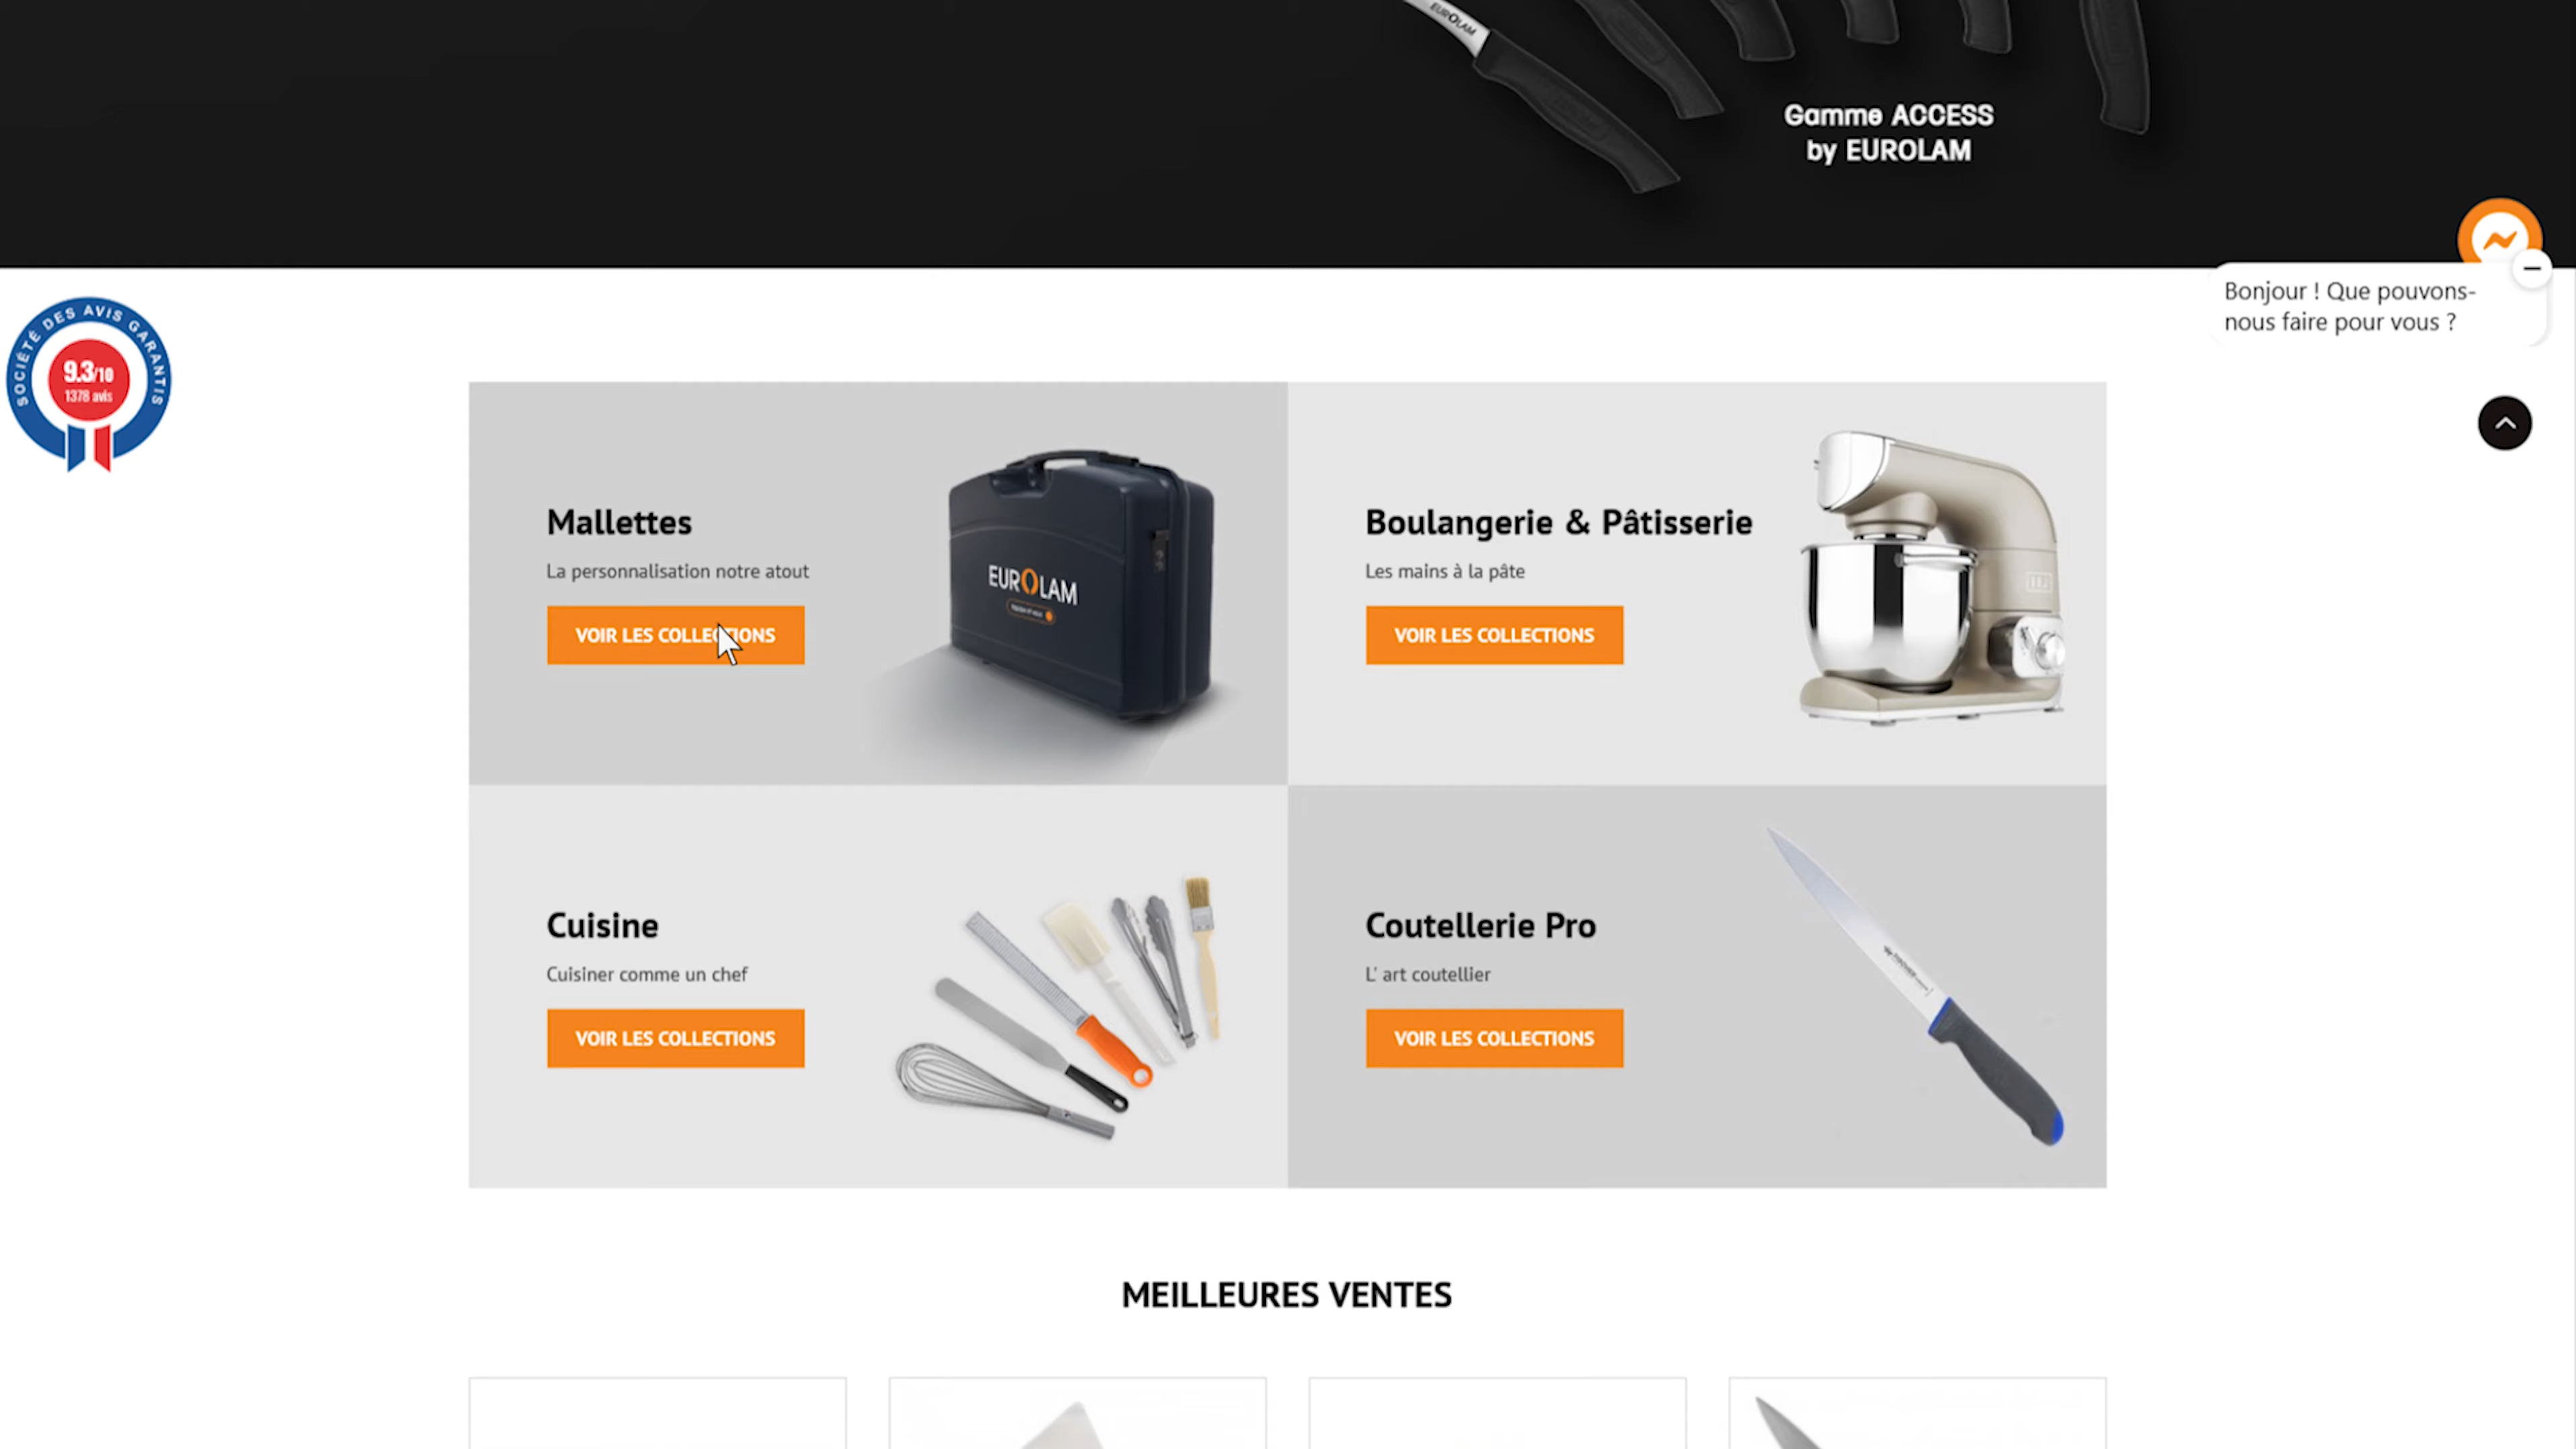 EUROLAM
Gamme ACCESS
by EUROLAM
Bonjour ! Que pouvons-
nous faire pour vous ?
SOCIÉTÉ DES AVIS GARANTIS
9.3/10
1378 avis
Mallettes
La personnalisation notre atout
VOIR LES COLLECTIONS
EUROLAM
Boulangerie & Pâtisserie
Les mains à la pâte
VOIR LES COLLECTIONS
Cuisine
Cuisiner comme un chef
VOIR LES COLLECTIONS
Coutellerie Pro
L' art coutellier
VOIR LES COLLECTIONS
MEILLEURES VENTES